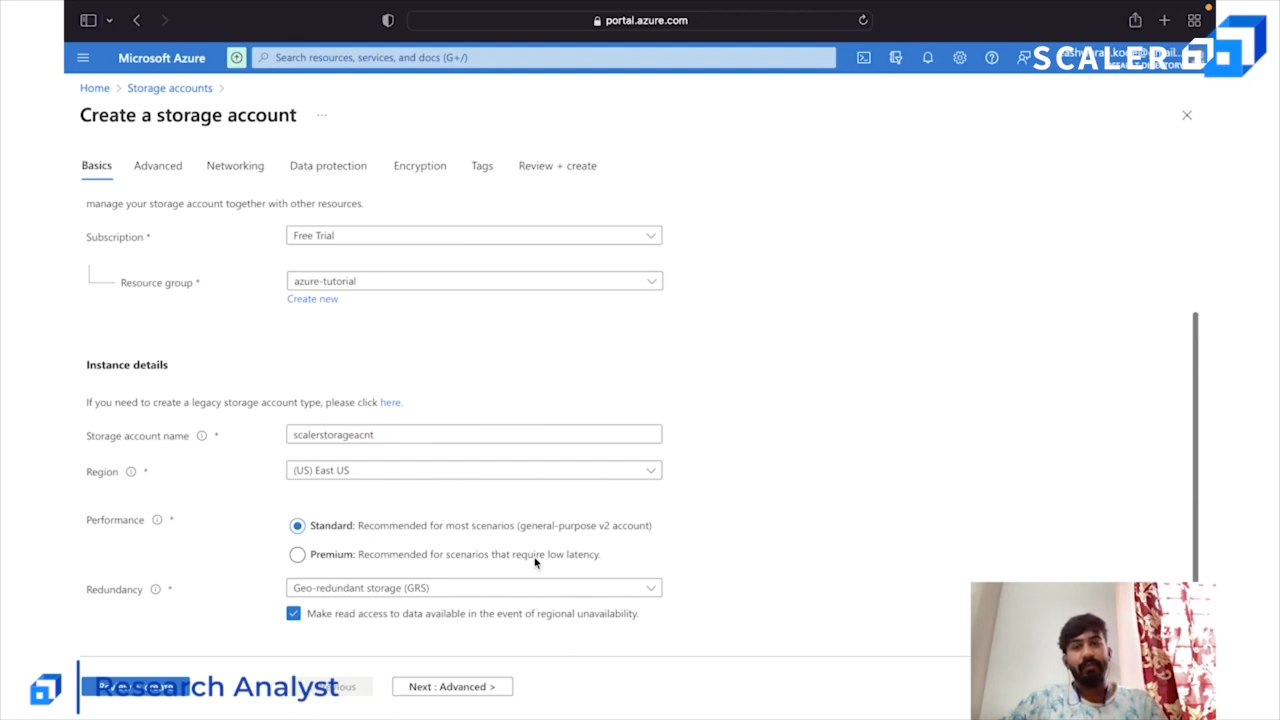 portal.azure.com
Microsoft Azure
Search resources, services, and docs (G+/)
SCALER
Home > Storage accounts >
Create a storage account ...
Basics Advanced Networking Data protection Encryption Tags Review + create
manage your storage account together with other resources.
Subscription * Free Trial
Resource group * azure-tutorial
Create new
Instance details
If you need to create a legacy storage account type, please click here.
Storage account name * scalerstorageacnt
Region * (US) East US
Performance * Standard: Recommended for most scenarios (general-purpose v2 account)
Premium: Recommended for scenarios that require low latency.
Redundancy * Geo-redundant storage (GRS)
Make read access to data available in the event of regional unavailability.
Research Analyst
Next : Advanced >